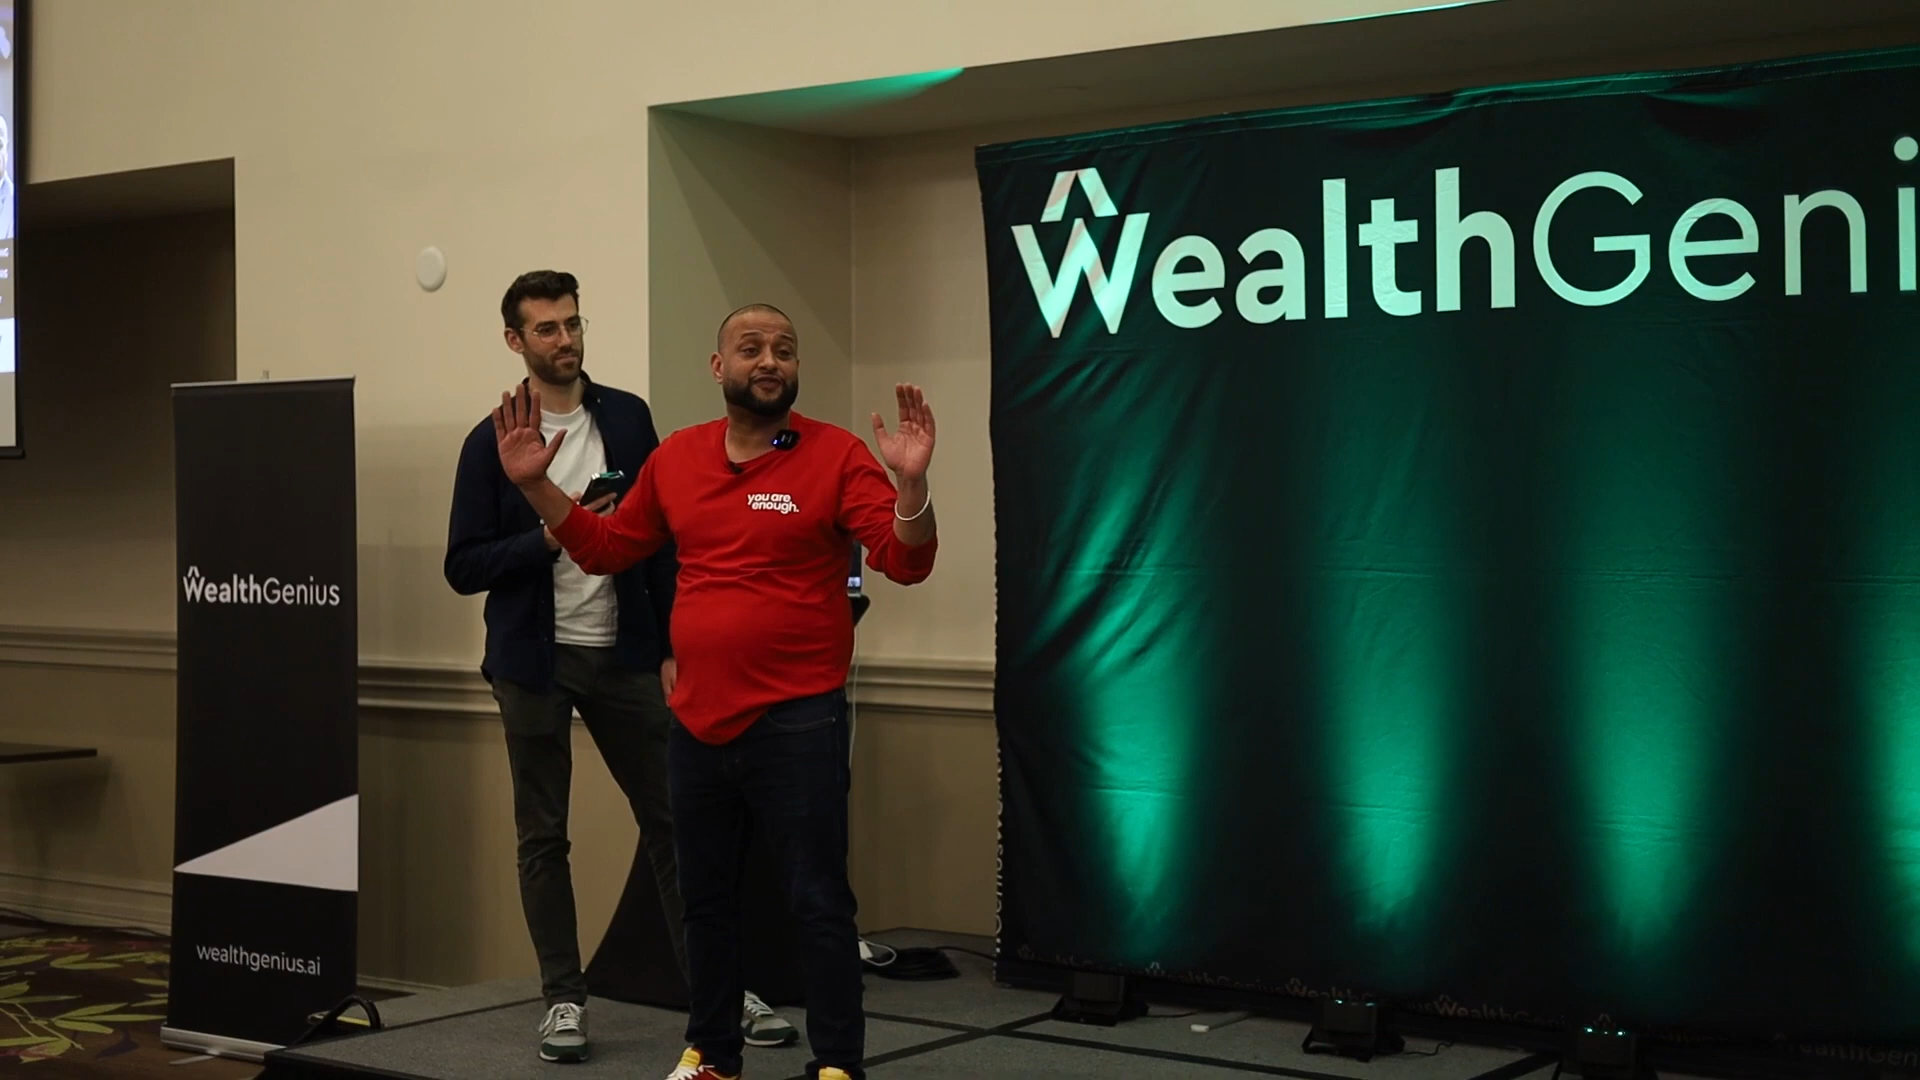 WealthGeni
you are
enough.
WealthGenius
wealthgenius.ai